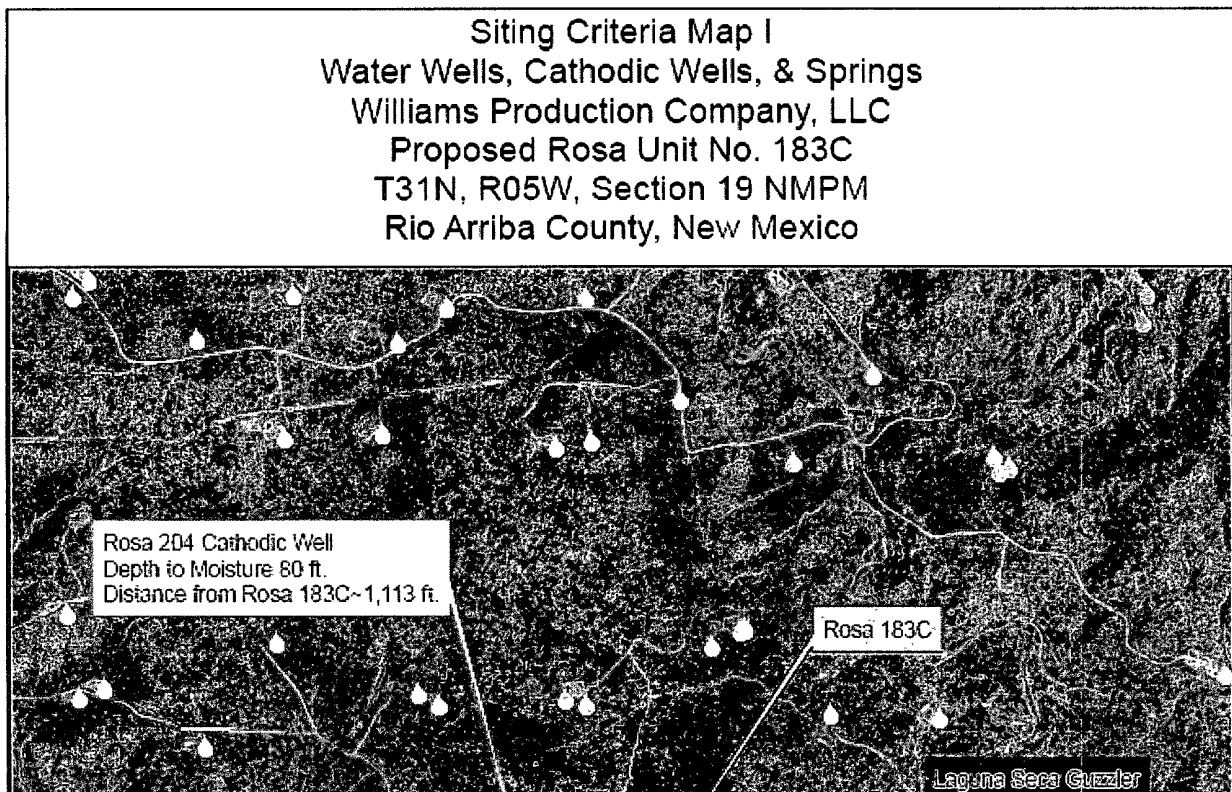 Siting Criteria Map I
Water Wells, Cathodic Wells, & Springs
Williams Production Company, LLC
Proposed Rosa Unit No. 183C
T31N, R05W, Section 19 NMPM
Rio Arriba County, New Mexico
Rosa 204 Cathodic Well
Depth to Moisture 80 ft.
Distance from Rosa 183C~1,113 ft.
Rosa 183C
Laguna Seca Guzzler